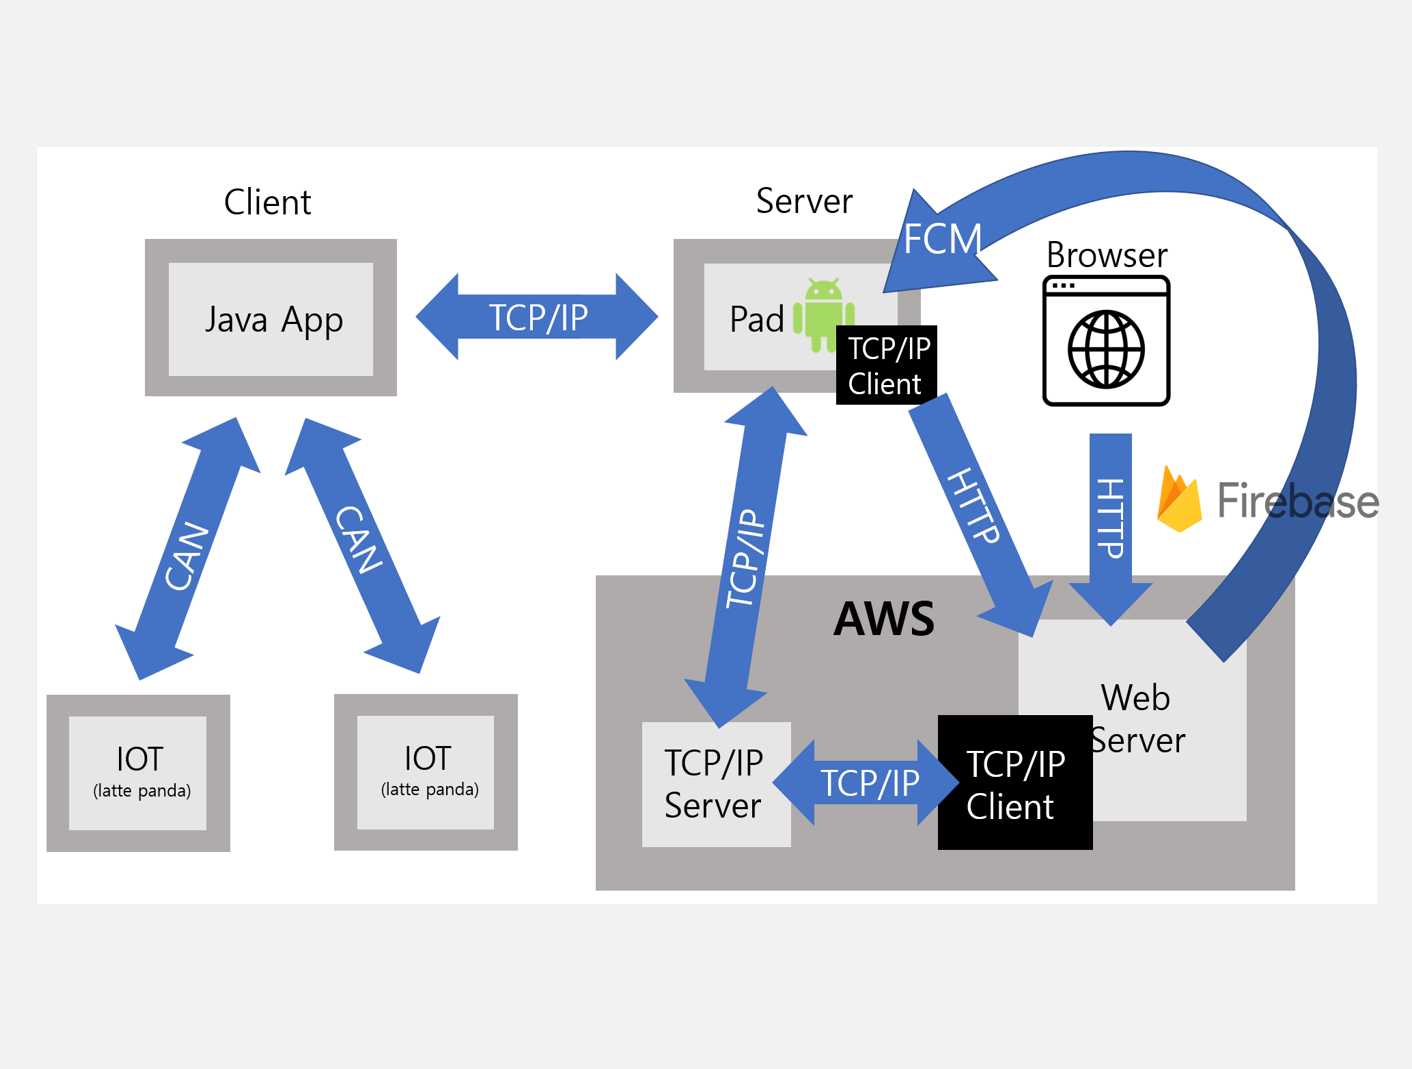 Client
Server
FCM
Browser
Java App
TCP/IP
Pad
TCP/IP
Client
CAN
CAN
TCP/IP
HTTP
HTTP
Firebase
AWS
IOT
(latte panda)
IOT
(latte panda)
TCP/IP
Server
TCP/IP
TCP/IP
Client
Web
Server